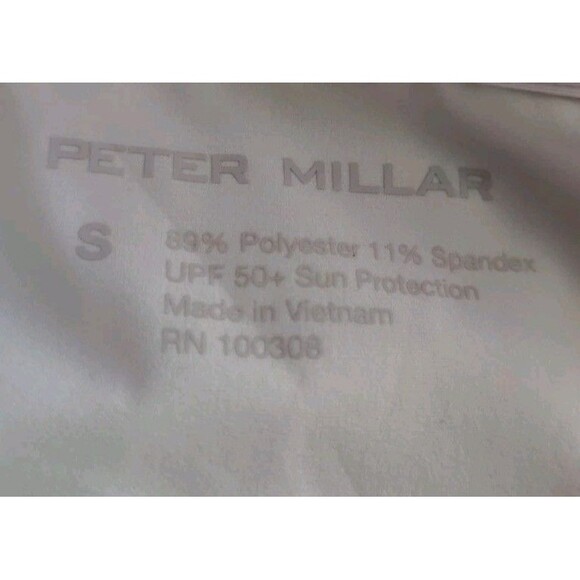 PETER MILLAR
S
89% Polyester 11% Spandex
UPF 50+ Sun Protection
Made in Vietnam
RN 100308